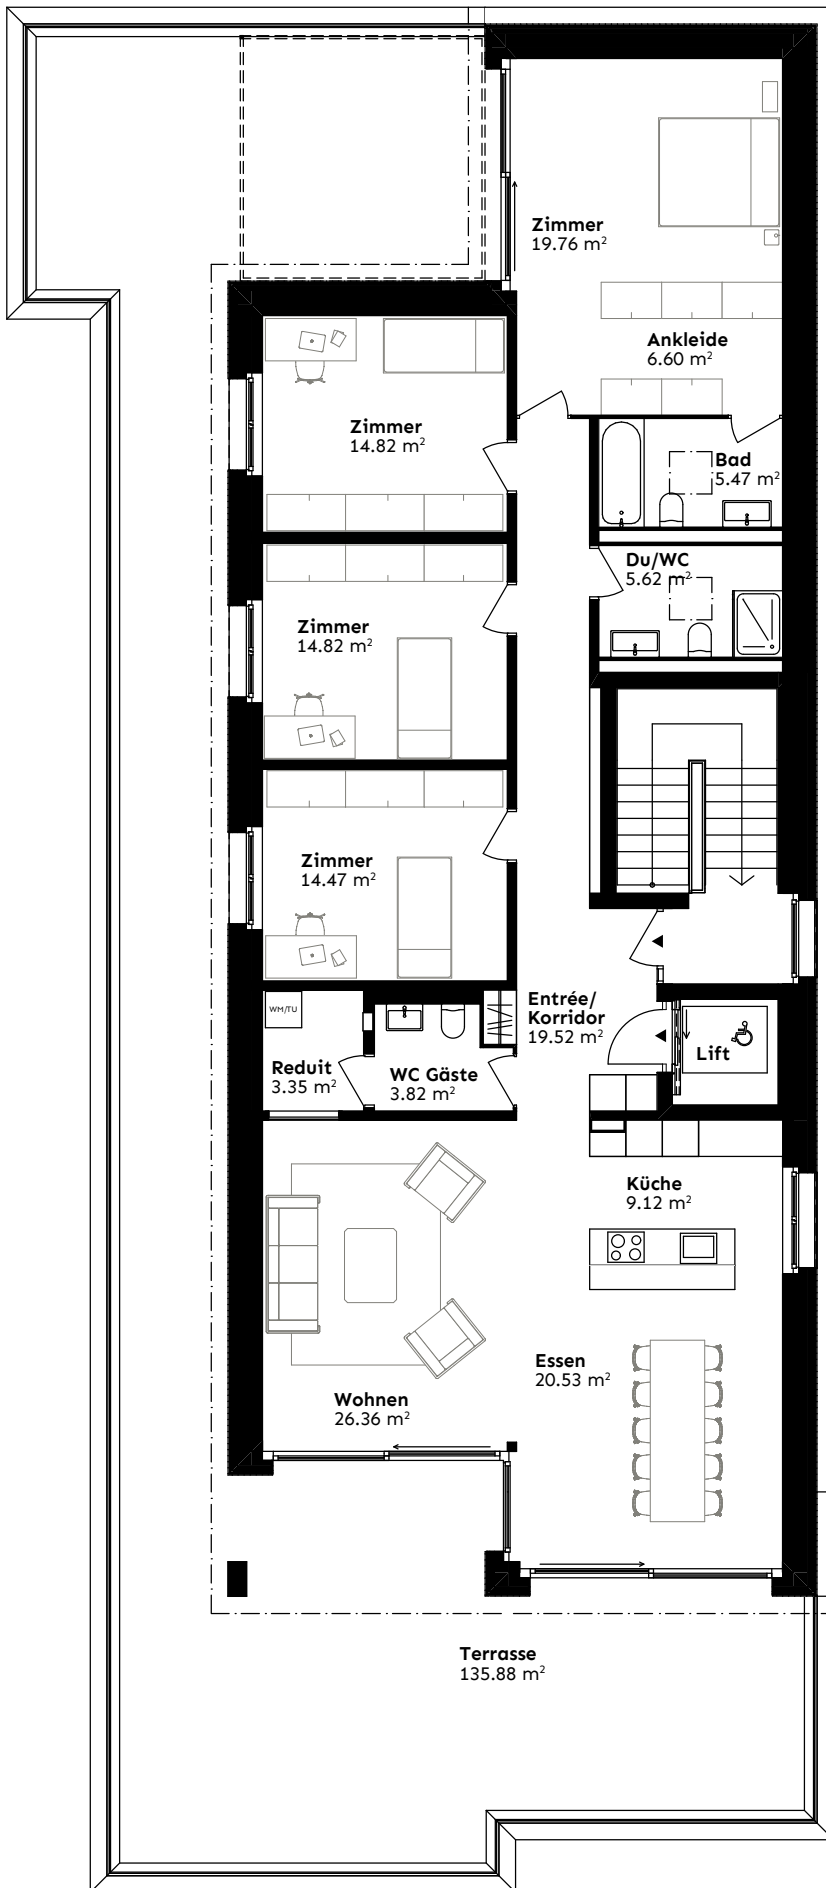 Zimmer
19.76 m²
Ankleide
6.60 m²
Zimmer
14.82 m²
Bad
5.47 m²
Du/WC
5.62 m²
Zimmer
14.82 m²
Zimmer
14.47 m²
Entrée/
Korridor
19.52 m²
WM/TU
Lift
Reduit
3.35 m²
WC Gäste
3.82 m²
Küche
9.12 m²
Essen
20.53 m²
Wohnen
26.36 m²
Terrasse
135.88 m²